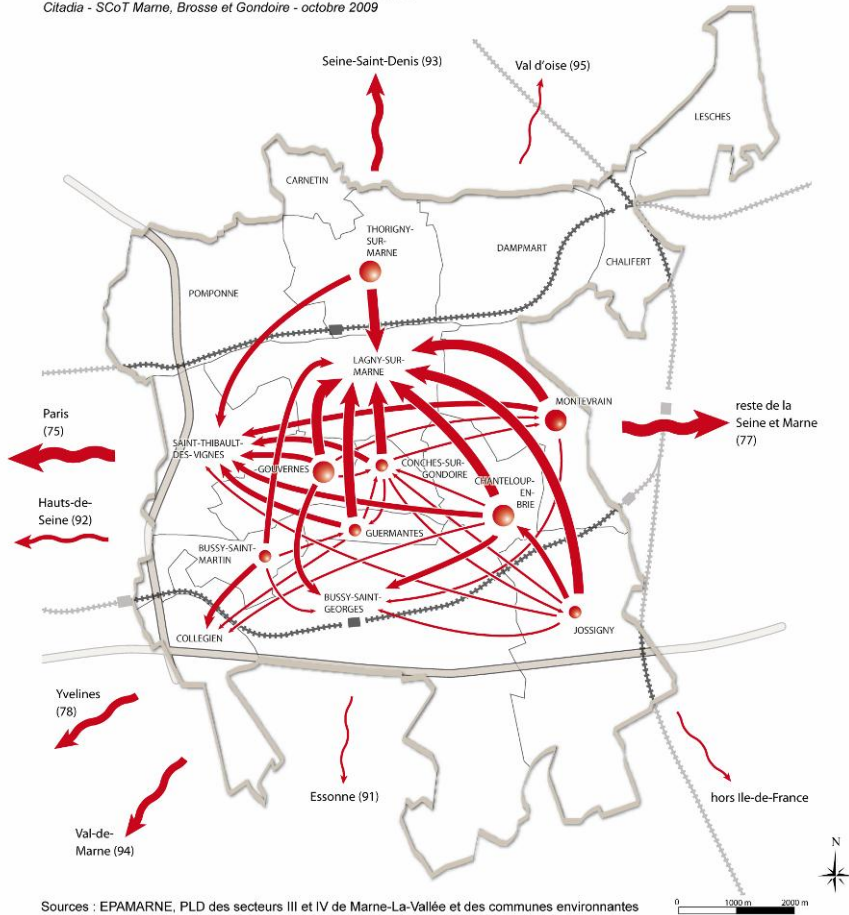 Citadia - SCoT Marne, Brosse et Gondoire - octobre 2009
Seine-Saint-Denis (93)
Val d'oise (95)
LESCHES
CARNETIN
THORIGNY-
SUR-
MARNE
DAMPMART
CHALIFERT
POMPONNE
LAGNY-SUR-
MARNE
MONTEVRAIN
Paris
(75)
reste de la
Seine et Marne
(77)
SAINT-THIBAULT-
DES-VIGNES
-GOUVERNES
CONCHES-SUR-
GONDOIRE
CHANTELOUP-
EN-
BRIE
Hauts-de-
Seine (92)
GUERMANTES
BUSSY-SAINT-
MARTIN
BUSSY-SAINT-
GEORGES
COLLEGIEN
JOSSIGNY
Yvelines
(78)
Essonne (91)
hors Ile-de-France
Val-de-
Marne (94)
N
Sources : EPAMARNE, PLD des secteurs III et IV de Marne-La-Vallée et des communes environnantes
0 1000 m 2000 m